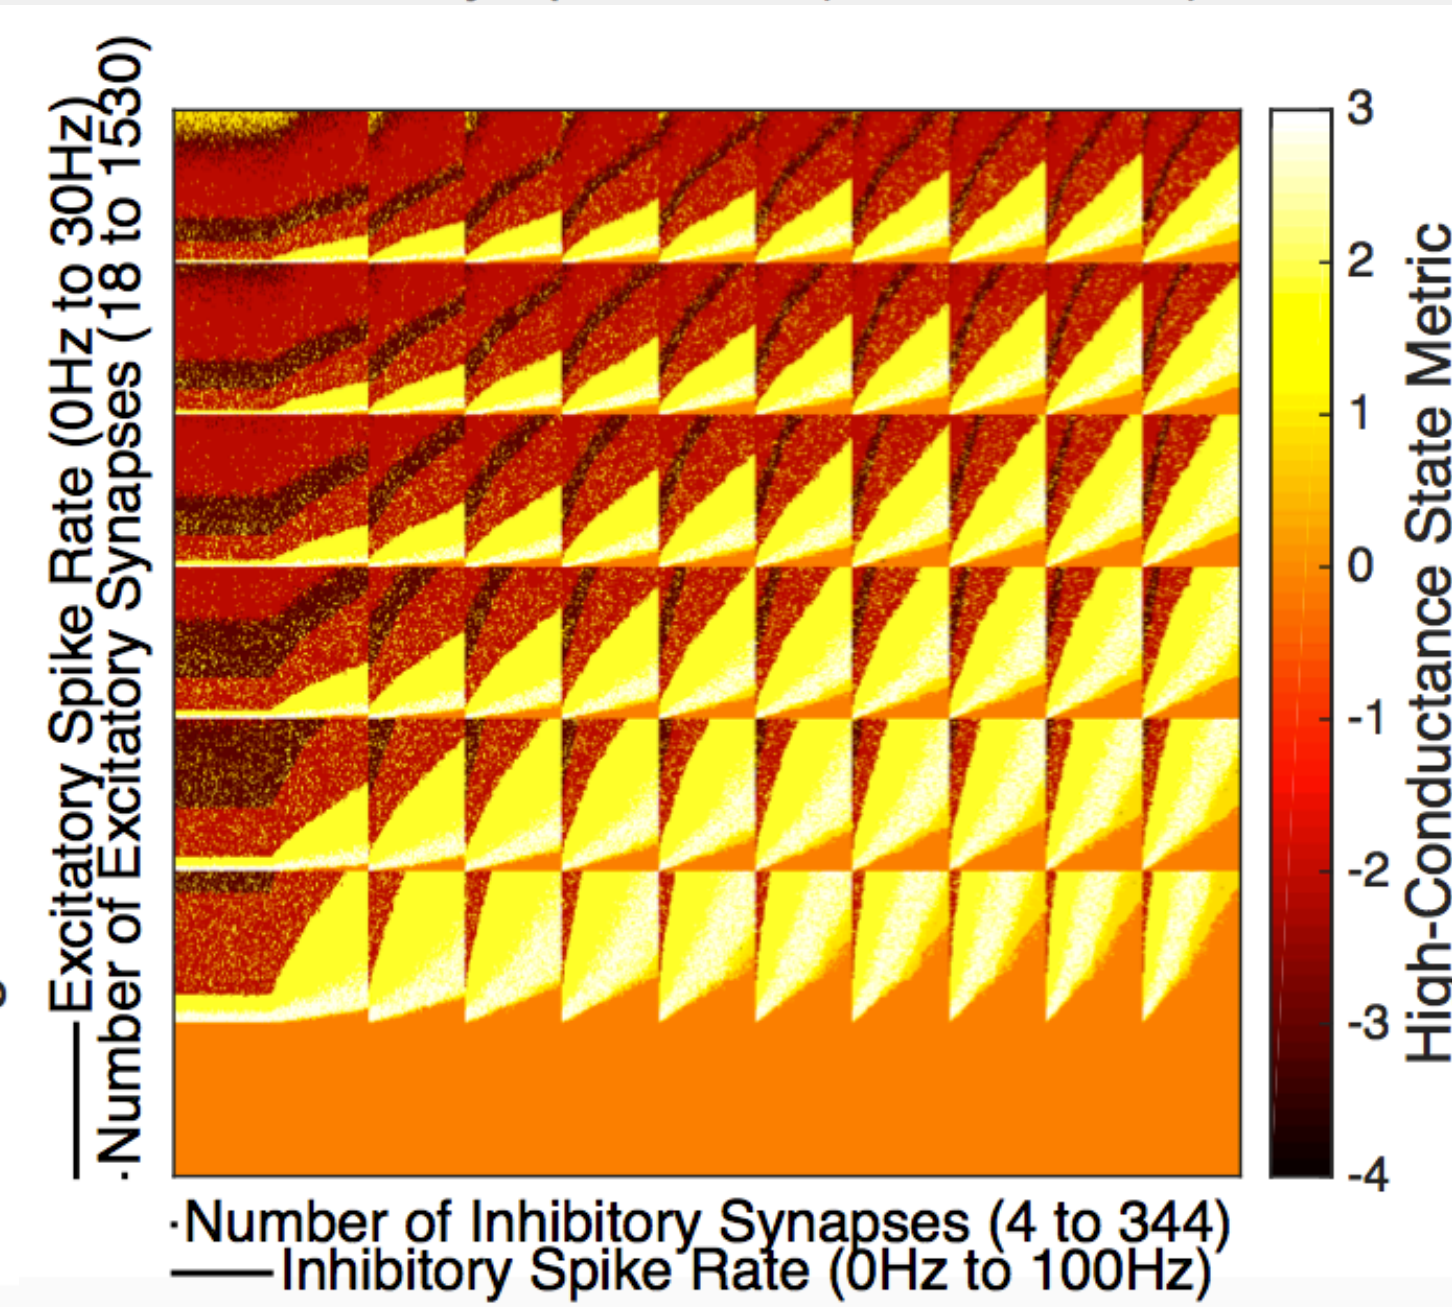 Excitatory Spike Rate (0Hz to 30Hz)
·Number of Excitatory Synapses (18 to 1530)
3
2
1
0
-1
-2
-3
-4
High-Conductance State Metric
·Number of Inhibitory Synapses (4 to 344)
Inhibitory Spike Rate (0Hz to 100Hz)